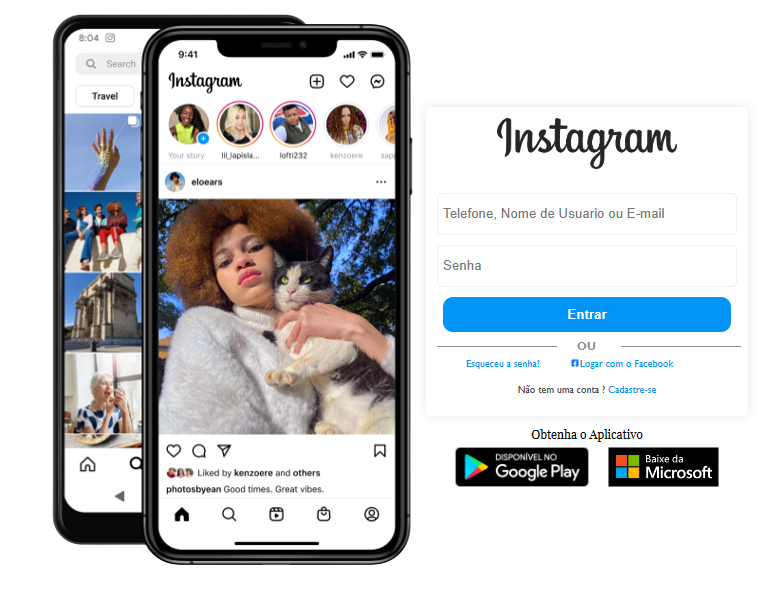 8:04
Search
Travel
9:41
Instagram
Your story
lil_lapisla...
lofti232
kenzoere
sapp
eloears
Liked by kenzoere and others
photosbyean Good times. Great vibes.
Instagram
Telefone, Nome de Usuario ou E-mail
Senha
Entrar
OU
Esqueceu a senha?
Logar com o Facebook
Não tem uma conta ? Cadastre-se
Obtenha o Aplicativo
DISPONÍVEL NO
Google Play
Baixe da
Microsoft